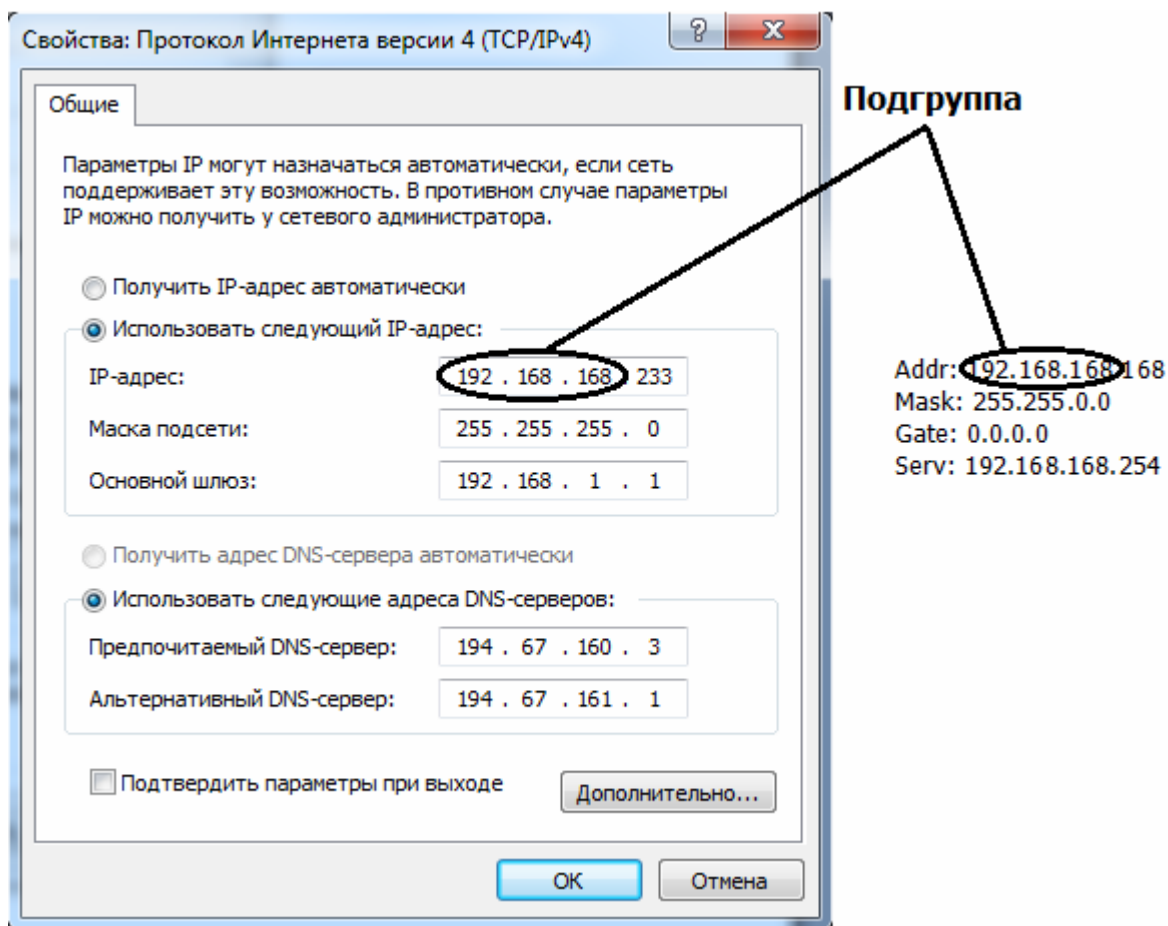 Свойства: Протокол Интернета версии 4 (TCP/IPv4)
Общие
Параметры IP могут назначаться автоматически, если сеть
поддерживает эту возможность. В противном случае параметры
IP можно получить у сетевого администратора.
Получить IP-адрес автоматически
Использовать следующий IP-адрес:
IP-адрес: 192 . 168 . 168 . 233
Маска подсети: 255 . 255 . 255 . 0
Основной шлюз: 192 . 168 . 1 . 1
Получить адрес DNS-сервера автоматически
Использовать следующие адреса DNS-серверов:
Предпочитаемый DNS-сервер: 194 . 67 . 160 . 3
Альтернативный DNS-сервер: 194 . 67 . 161 . 1
Подтвердить параметры при выходе
Дополнительно...
ОК
Отмена
Подгруппа
Addr: 192.168.168.168
Mask: 255.255.0.0
Gate: 0.0.0.0
Serv: 192.168.168.254